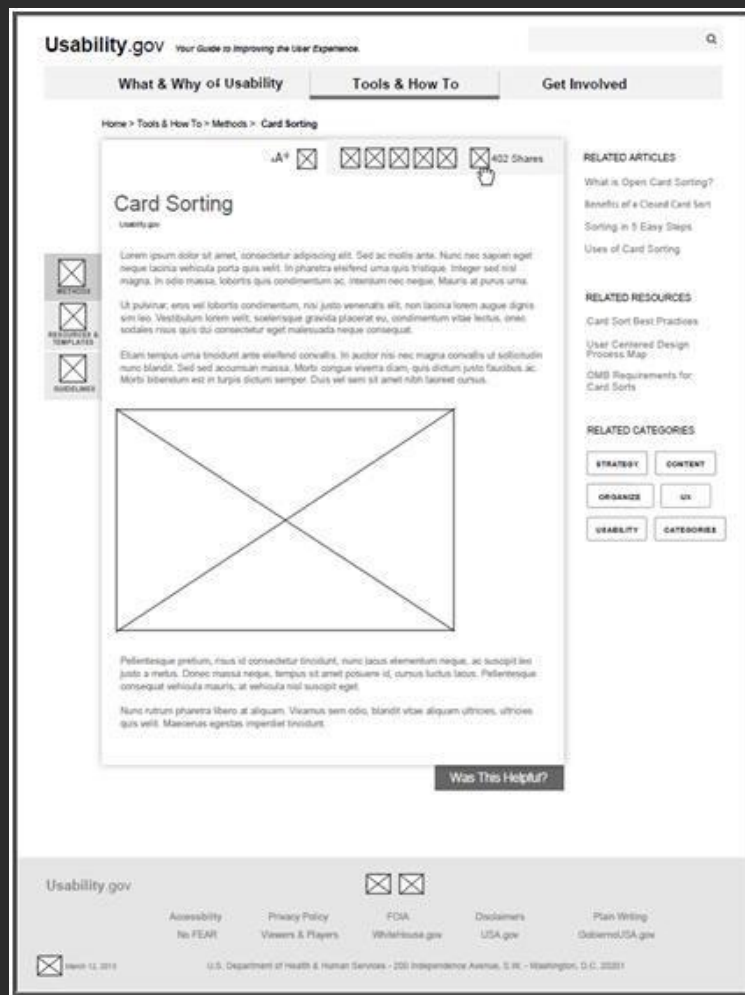 Usability.gov Your Guide to Improving the User Experience.
What & Why of Usability Tools & How To Get Involved
Home > Tools & How To > Methods > Card Sorting
AA+ 402 Shares
Card Sorting
Usability.gov
Lorem ipsum dolor sit amet, consectetur adipiscing elit. Sed ac mollis ante. Nunc nec sapien eget
neque lacinia vehicula porta quis velit. In pharetra eleifend urna quis tristique. Integer sed nisl
magna. In odio massa, lobortis quis condimentum ac, interdum nec neque. Mauris at purus urna.
Ut pulvinar, eros vel lobortis condimentum, nisi justo venenatis elit, non lacinia lorem augue dignis
sim leo. Vestibulum lorem velit, scelerisque gravida placerat eu, condimentum vitae lectus, onec
sodales risus quis dui consectetur eget malesuada neque consequat.
Etiam tempus urna tincidunt ante eleifend convallis. In auctor nisi nec magna convallis ut sollicitudin
nunc blandit. Sed sed accumsan massa. Morbi congue viverra diam, quis dictum justo faucibus ac.
Morbi bibendum est in turpis dictum semper. Duis vel sem sit amet nibh laoreet cursus.
METHODS
RESOURCES &
TEMPLATES
GUIDELINES
Pellentesque pretium, risus id consectetur tincidunt, nunc lacus elementum neque, ac suscipit leo
justo a metus. Donec massa neque, tempus sit amet posuere id, cursus luctus lacus. Pellentesque
consequat vehicula mauris, at vehicula nisl suscipit eget.
Nunc rutrum pharetra libero at aliquam. Vivamus sem odio, blandit vitae aliquam ultricies, ultricies
quis velit. Maecenas egestas imperdiet tincidunt.
Was This Helpful?
RELATED ARTICLES
What is Open Card Sorting?
Benefits of a Closed Card Sort
Sorting in 5 Easy Steps
Uses of Card Sorting
RELATED RESOURCES
Card Sort Best Practices
User Centered Design
Process Map
OMB Requirements for
Card Sorts
RELATED CATEGORIES
STRATEGY CONTENT
ORGANIZE UX
USABILITY CATEGORIES
Usability.gov
Accessibility Privacy Policy FOIA Disclaimers Plain Writing
No FEAR Viewers & Players WhiteHouse.gov USA.gov GobiernoUSA.gov
March 12, 2013 U.S. Department of Health & Human Services - 200 Independence Avenue, S.W. - Washington, D.C. 20201